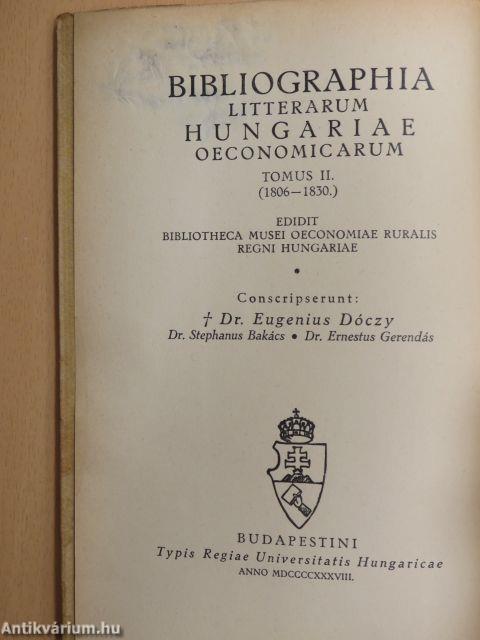 BIBLIOGRAPHIA
LITTERARUM
HUNGARIAE
OECONOMICARUM
TOMUS II.
(1806—1830.)
EDIDIT
BIBLIOTHECA MUSEI OECONOMIAE RURALIS
REGNI HUNGARIAE
•
Conscripserunt:
† Dr. Eugenius Dóczy
Dr. Stephanus Bakács • Dr. Ernestus Gerendás
BUDAPESTINI
Typis Regiae Universitatis Hungaricae
ANNO MDCCCCXXXVIII.
Antikvárium.hu